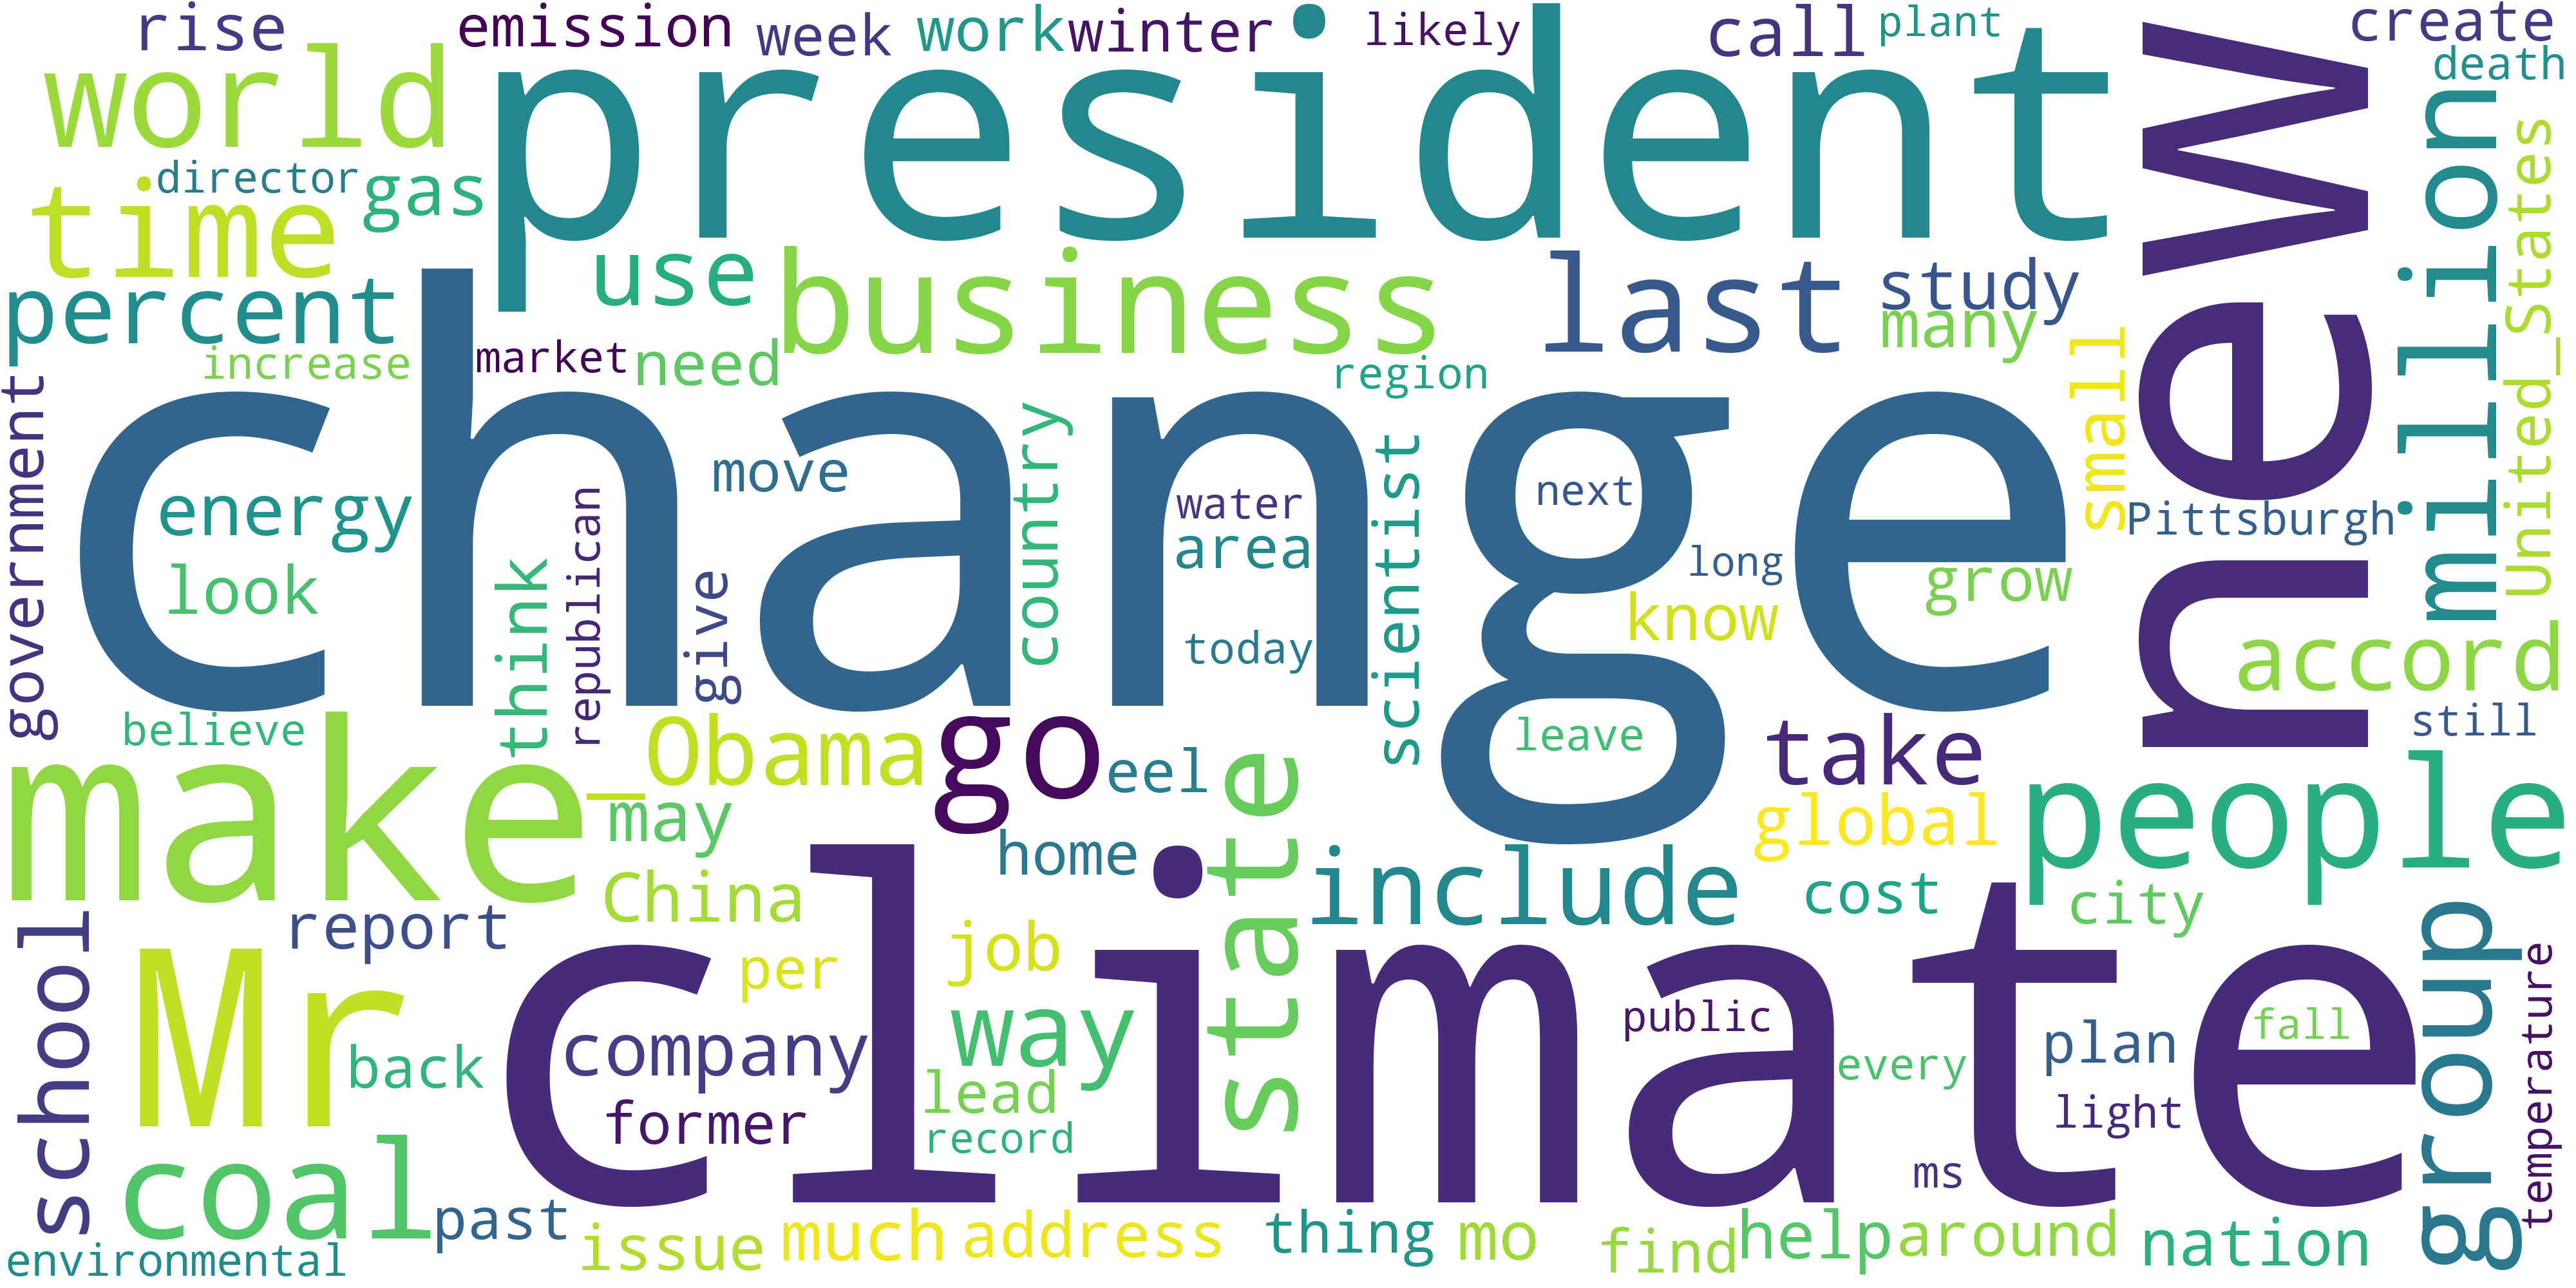 rise
emission
week
work
winter
likely
call
plant
create
world
president
new
death
director
gas
million
United_States
time
use
business
last
study
many
percent
increase
market
need
region
small
government
change
energy
move
country
water
next
scientist
Pittsburgh
look
think
republican
give
area
long
know
grow
today
accord
believe
_Obama
go
eel
leave
take
still
make
may
state
global
people
home
China
include
cost
city
school
report
Mr
climate
per
job
group
temperature
company
way
public
plan
fall
back
former
lead
record
every
light
coal
past
ms
environmental
issue
much
address
thing
mo
find
help
around
nation